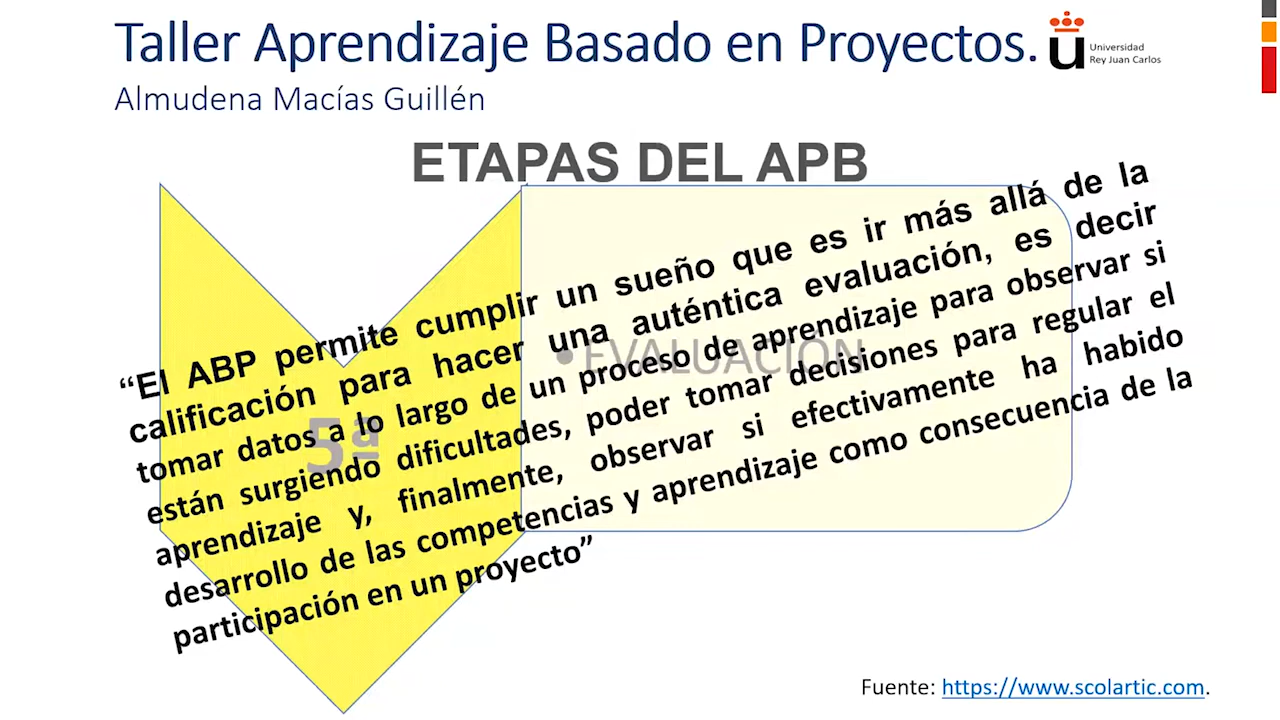 Taller Aprendizaje Basado en Proyectos.
Universidad
Rey Juan Carlos
Almudena Macías Guillén
ETAPAS DEL APB
5ª
• EVALUACIÓN
“El ABP permite cumplir un sueño que es ir más allá de la
calificación para hacer una auténtica evaluación, es decir
tomar datos a lo largo de un proceso de aprendizaje para observar si
están surgiendo dificultades, poder tomar decisiones para regular el
aprendizaje y, finalmente, observar si efectivamente ha habido
desarrollo de las competencias y aprendizaje como consecuencia de la
participación en un proyecto”
Fuente: https://www.scolartic.com.